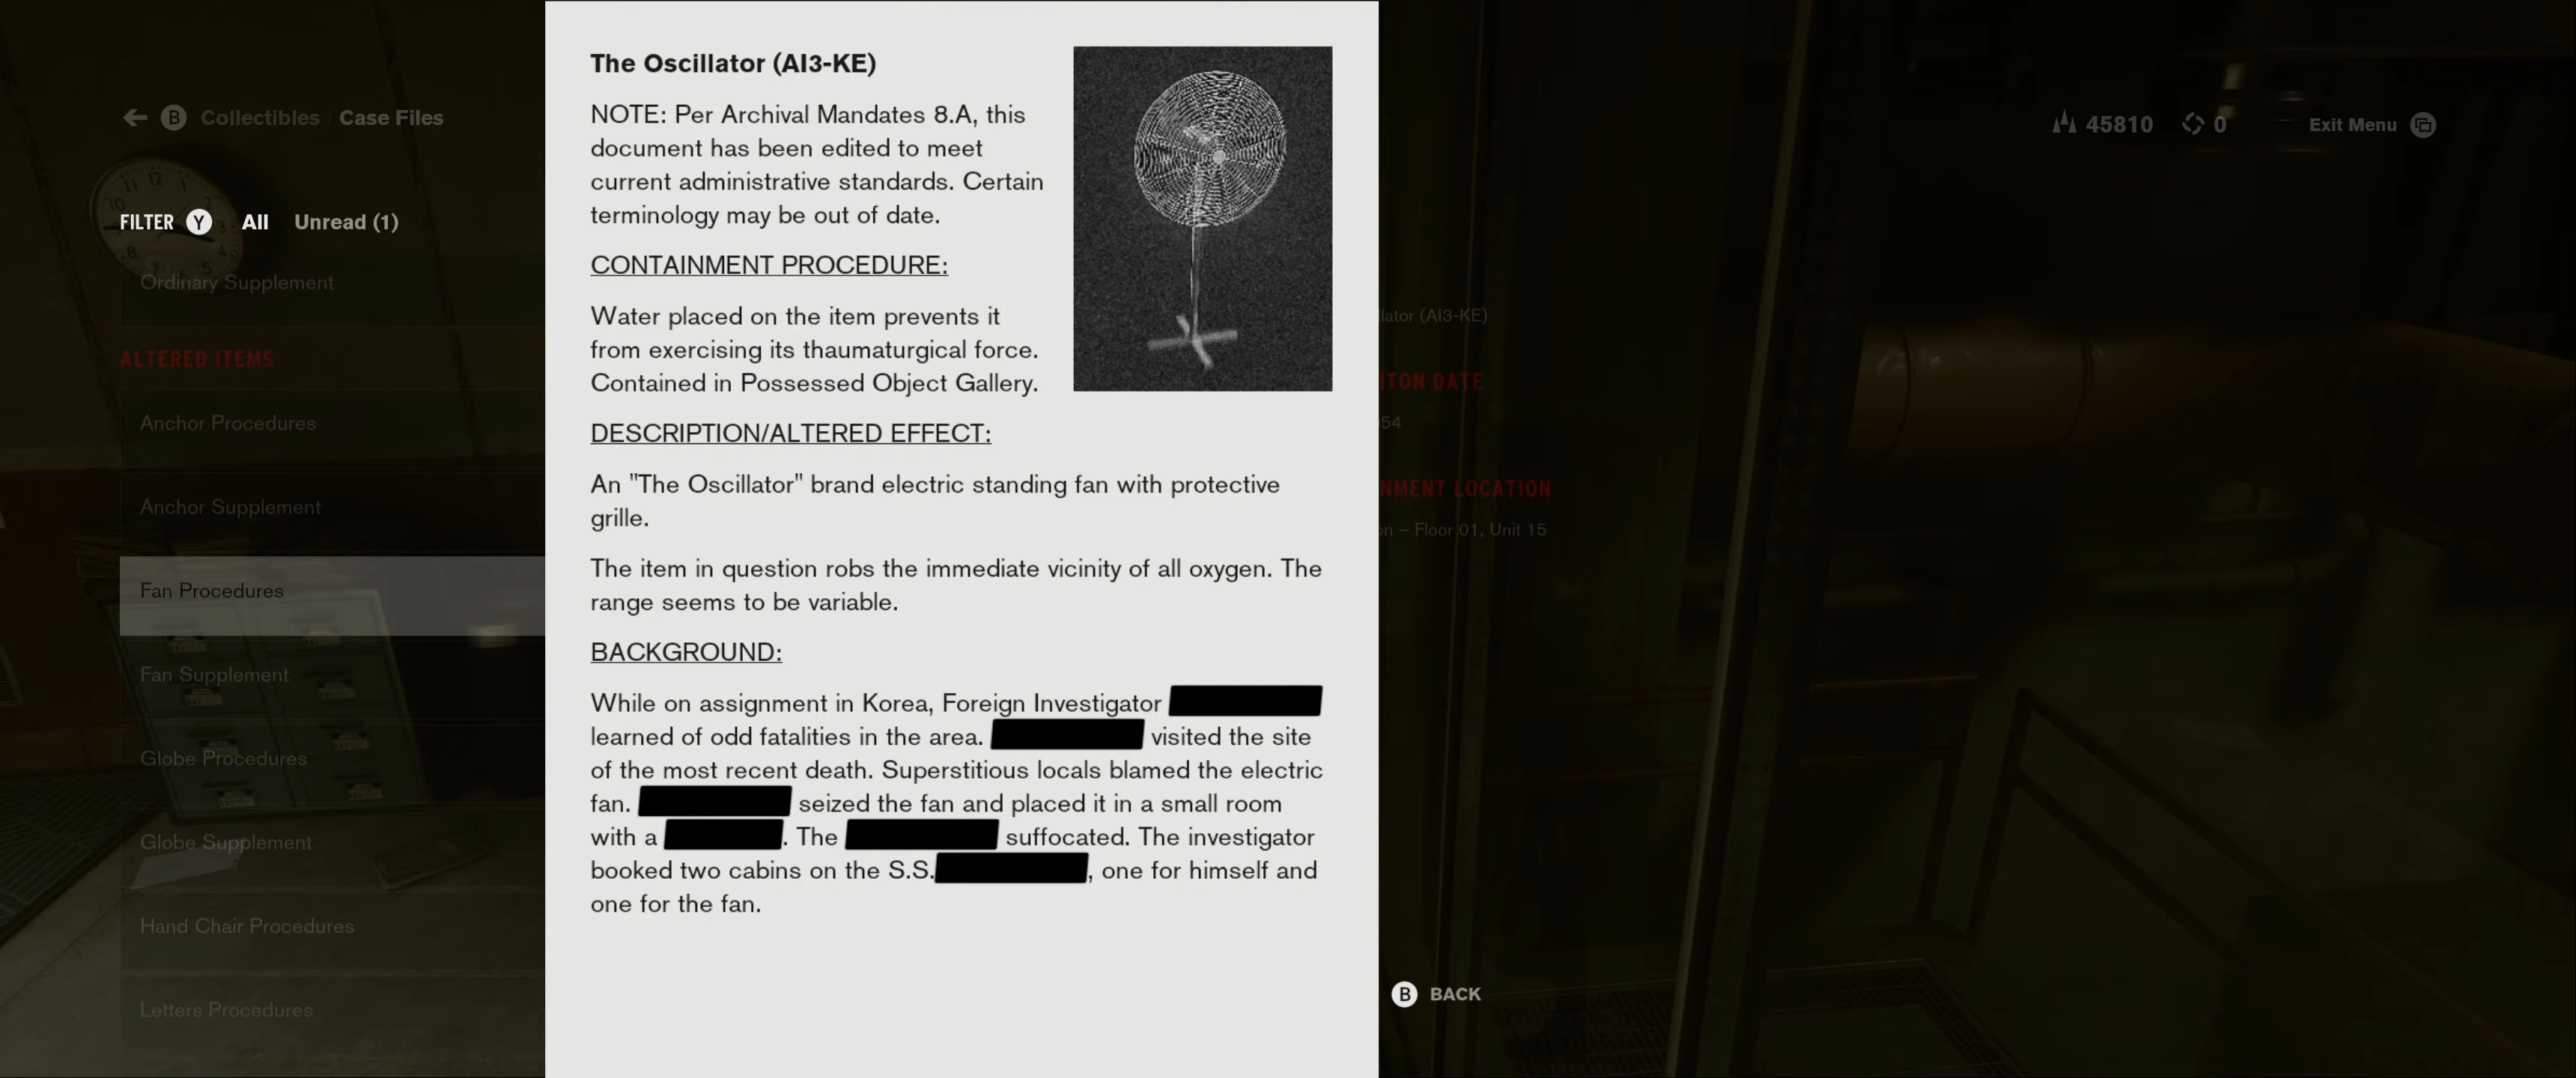 B Collectibles / Case Files
45810 0 Exit Menu
FILTER Y All Unread (1)
Ordinary Supplement
ALTERED ITEMS
Anchor Procedures
Anchor Supplement
Fan Procedures
Fan Supplement
Globe Procedures
Globe Supplement
Hand Chair Procedures
Letters Procedures
The Oscillator (AI3-KE)
NOTE: Per Archival Mandates 8.A, this
document has been edited to meet
current administrative standards. Certain
terminology may be out of date.
CONTAINMENT PROCEDURE:
Water placed on the item prevents it
from exercising its thaumaturgical force.
Contained in Possessed Object Gallery.
DESCRIPTION/ALTERED EFFECT:
An "The Oscillator" brand electric standing fan with protective
grille.
The item in question robs the immediate vicinity of all oxygen. The
range seems to be variable.
BACKGROUND:
While on assignment in Korea, Foreign Investigator
learned of odd fatalities in the area. visited the site
of the most recent death. Superstitious locals blamed the electric
fan. seized the fan and placed it in a small room
with a . The suffocated. The investigator
booked two cabins on the S.S. , one for himself and
one for the fan.
lator (AI3-KE)
ITON DATE
54
NMENT LOCATION
on – Floor 01, Unit 15
B BACK